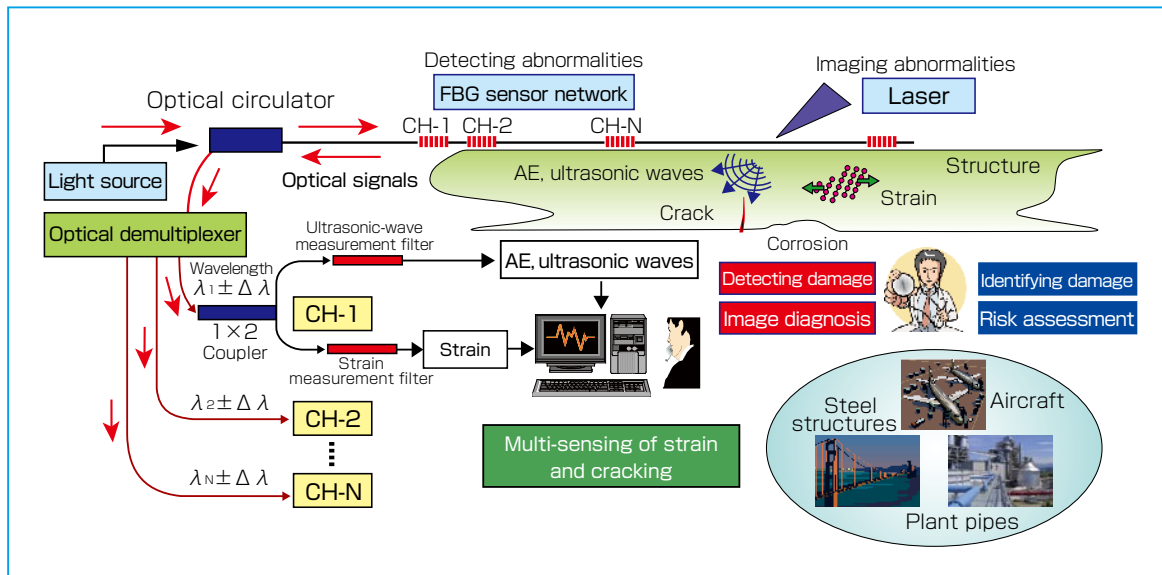 Detecting abnormalities
FBG sensor network
Imaging abnormalities
Laser
Optical circulator
CH-1
CH-2
CH-N
Light source
Optical signals
AE, ultrasonic waves
Structure
Strain
Crack
Corrosion
Optical demultiplexer
Ultrasonic-wave
measurement filter
AE, ultrasonic waves
Wavelength
λ1± Δ λ
CH-1
1×2
Coupler
Strain
measurement filter
Strain
Detecting damage
Image diagnosis
Identifying damage
Risk assessment
λ2± Δ λ
CH-2
λN± Δ λ
CH-N
Multi-sensing of strain
and cracking
Aircraft
Steel
structures
Plant pipes